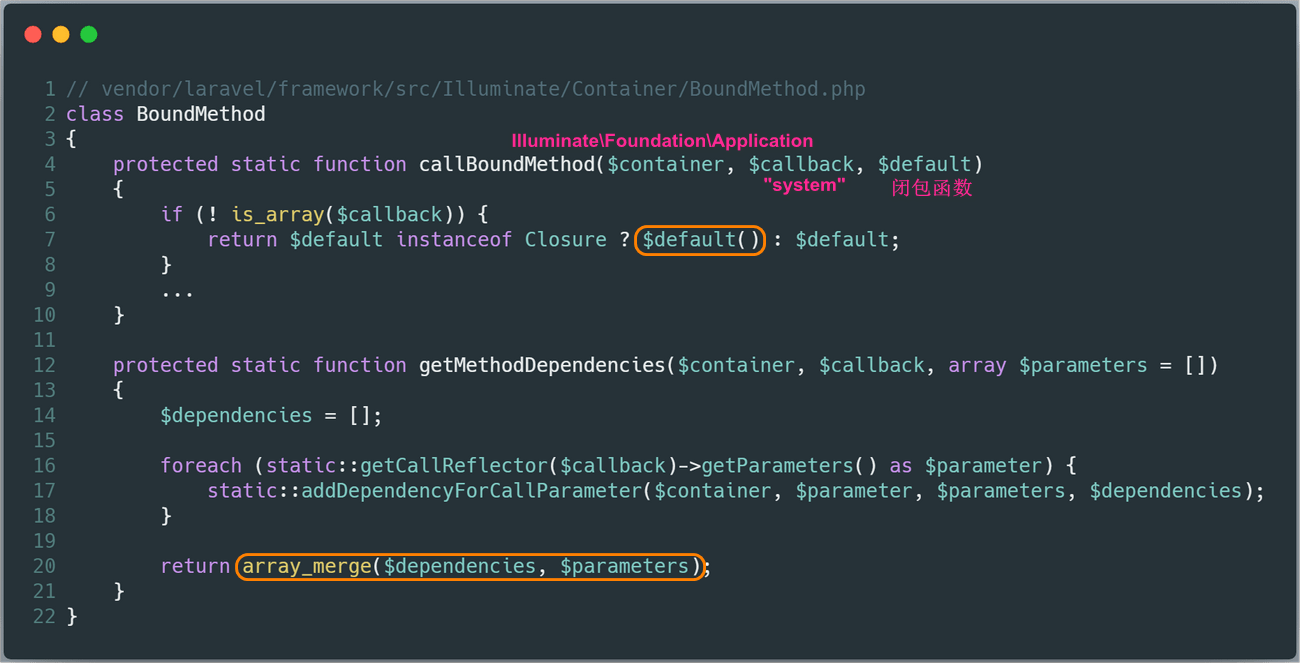 1 // vendor/laravel/framework/src/Illuminate/Container/BoundMethod.php
2 class BoundMethod
3 {
Illuminate\Foundation\Application
4     protected static function callBoundMethod($container, $callback, $default)
"system" 闭包函数
5     {
6         if (! is_array($callback)) {
7             return $default instanceof Closure ? $default() : $default;
8         }
9         ...
10     }
11
12     protected static function getMethodDependencies($container, $callback, array $parameters = [])
13     {
14         $dependencies = [];
15
16         foreach (static::getCallReflector($callback)->getParameters() as $parameter) {
17             static::addDependencyForCallParameter($container, $parameter, $parameters, $dependencies);
18         }
19
20         return array_merge($dependencies, $parameters);
21     }
22 }